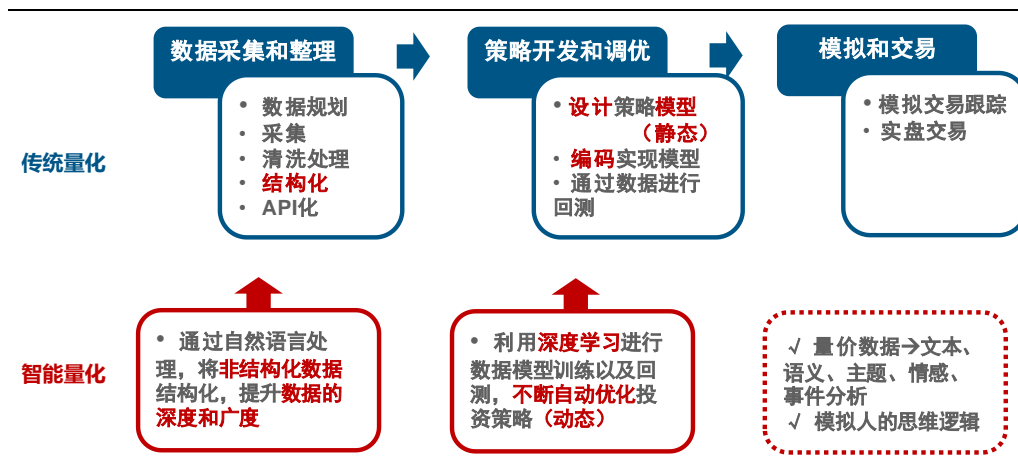 数据采集和整理
策略开发和调优
模拟和交易
传统量化
• 数据规划
• 采集
• 清洗处理
• 结构化
• API化
• 设计策略模型
（静态）
• 编码实现模型
• 通过数据进行
回测
• 模拟交易跟踪
• 实盘交易
智能量化
• 通过自然语言处
理，将非结构化数据
结构化，提升数据的
深度和广度
• 利用深度学习进行
数据模型训练以及回
测，不断自动优化投
资策略（动态）
√ 量价数据→文本、
语义、主题、情感、
事件分析
√ 模拟人的思维逻辑